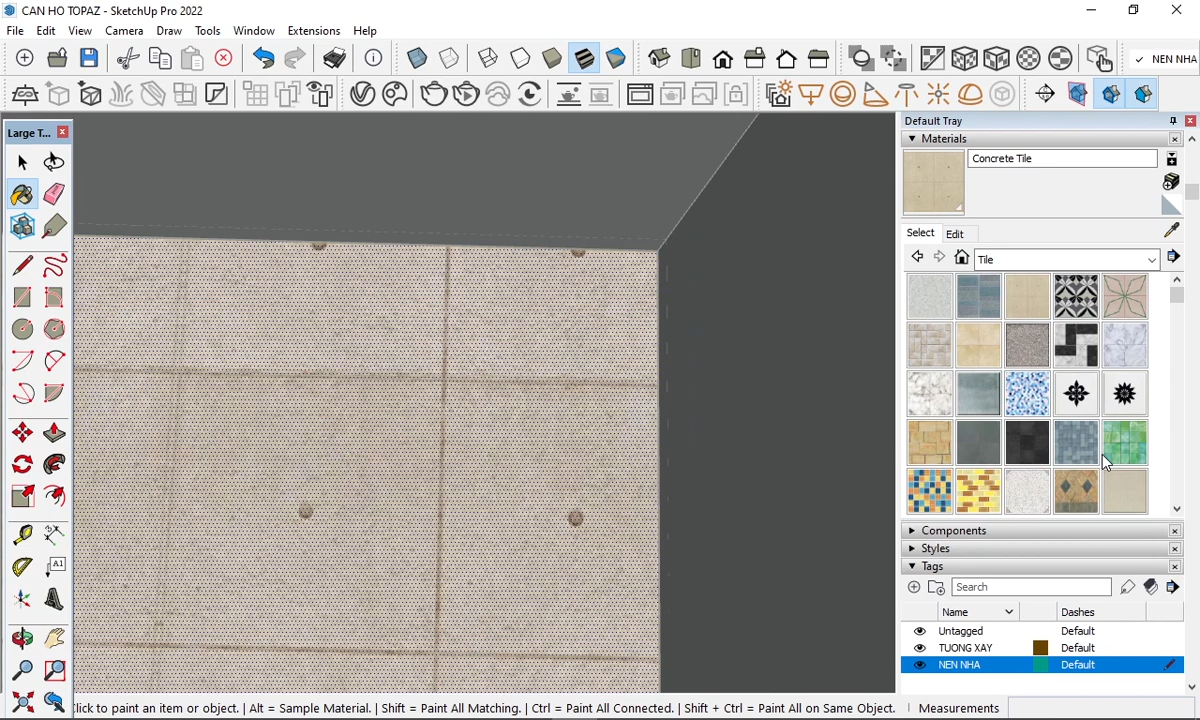 CAN HO TOPAZ - SketchUp Pro 2022
File Edit View Camera Draw Tools Window Extensions Help
NEN NHA
Large T...
Default Tray
Materials
Concrete Tile
Select Edit
Tile
A1
Components
Styles
Tags
Search
Name Dashes
Untagged Default
TUONG XAY Default
NEN NHA Default
lick to paint an item or object. | Alt = Sample Material. | Shift = Paint All Matching. | Ctrl = Paint All Connected. | Shift + Ctrl = Paint All on Same Object. Measurements